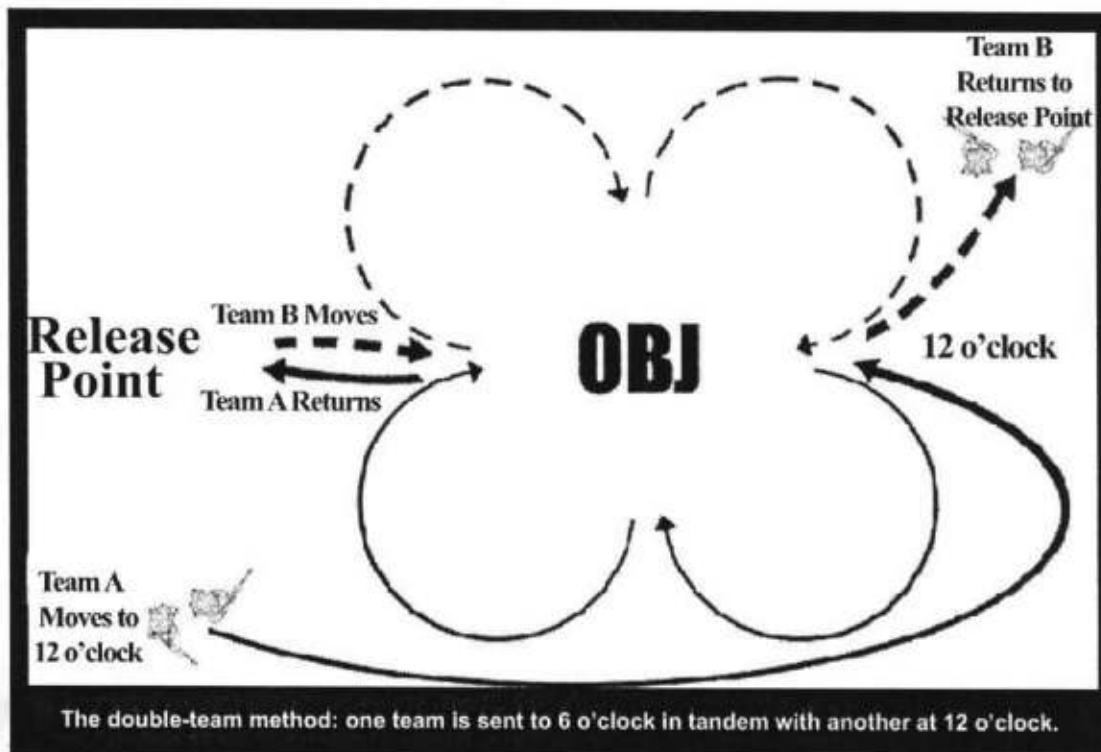 Team B
Returns to
Release Point
Release
Point
Team B Moves
Team A Returns
OBJ
12 o'clock
Team A
Moves to
12 o'clock
The double-team method: one team is sent to 6 o'clock in tandem with another at 12 o'clock.